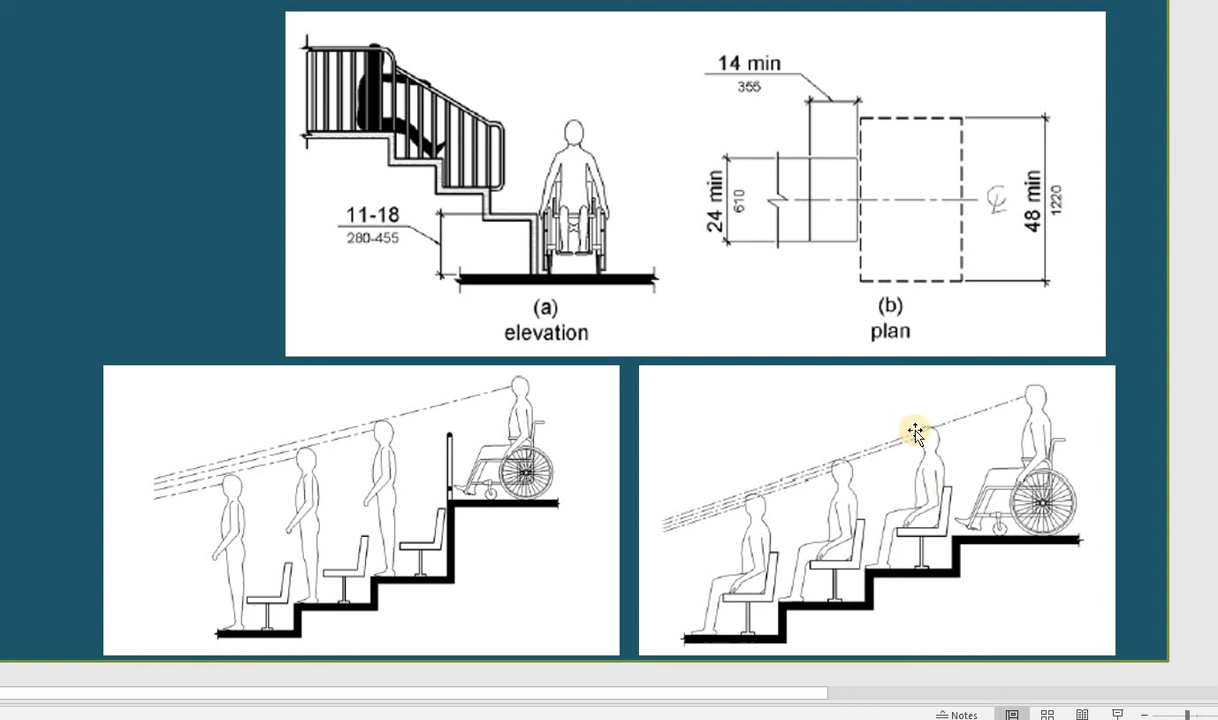 11-18
280-455
(a)
elevation
14 min
355
24 min
610
48 min
1220
(b)
plan
Notes